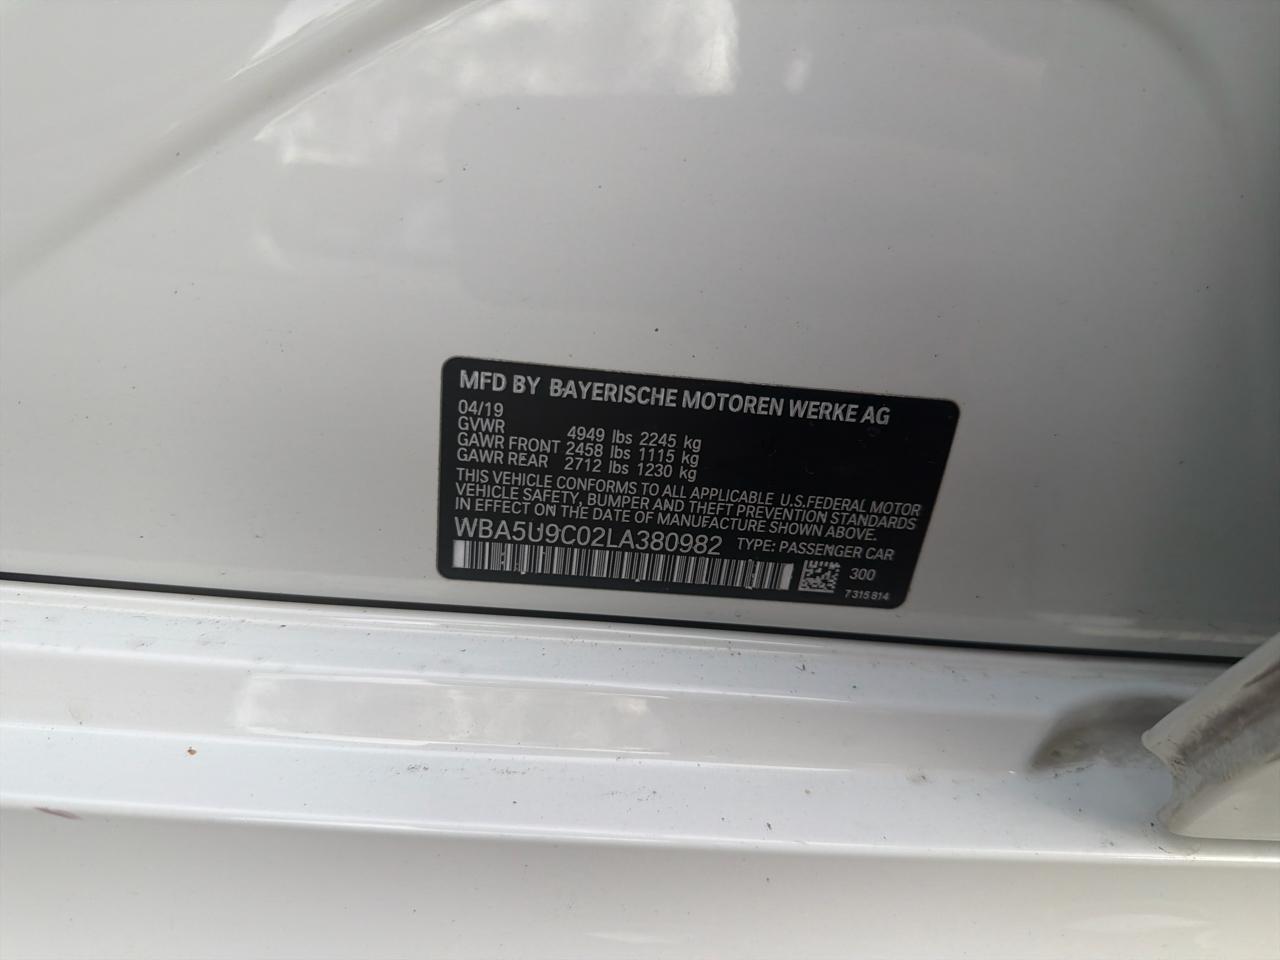 MFD BY BAYERISCHE MOTOREN WERKE AG
04/19
GVWR 4949 lbs 2245 kg
GAWR FRONT 2458 lbs 1115 kg
GAWR REAR 2712 lbs 1230 kg
THIS VEHICLE CONFORMS TO ALL APPLICABLE U.S.FEDERAL MOTOR
VEHICLE SAFETY, BUMPER AND THEFT PREVENTION STANDARDS
IN EFFECT ON THE DATE OF MANUFACTURE SHOWN ABOVE.
WBA5U9C02LA380982 TYPE: PASSENGER CAR
300
7315814